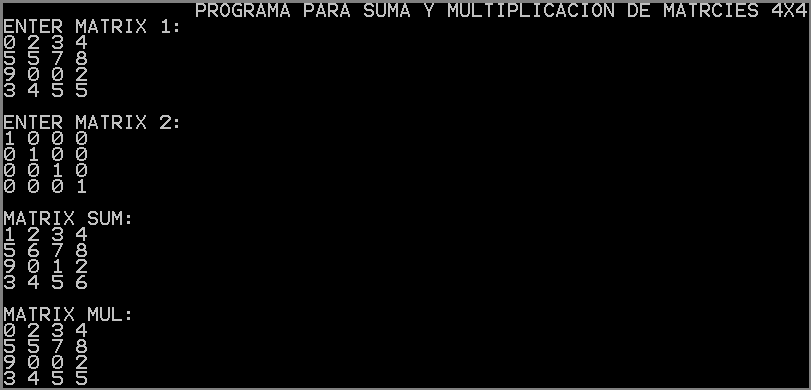 PROGRAMA PARA SUMA Y MULTIPLICACION DE MATRCIES 4X4
ENTER MATRIX 1:
0 2 3 4
5 5 7 8
9 0 0 2
3 4 5 5
ENTER MATRIX 2:
1 0 0 0
0 1 0 0
0 0 1 0
0 0 0 1
MATRIX SUM:
1 2 3 4
5 6 7 8
9 0 1 2
3 4 5 6
MATRIX MUL:
0 2 3 4
5 5 7 8
9 0 0 2
3 4 5 5